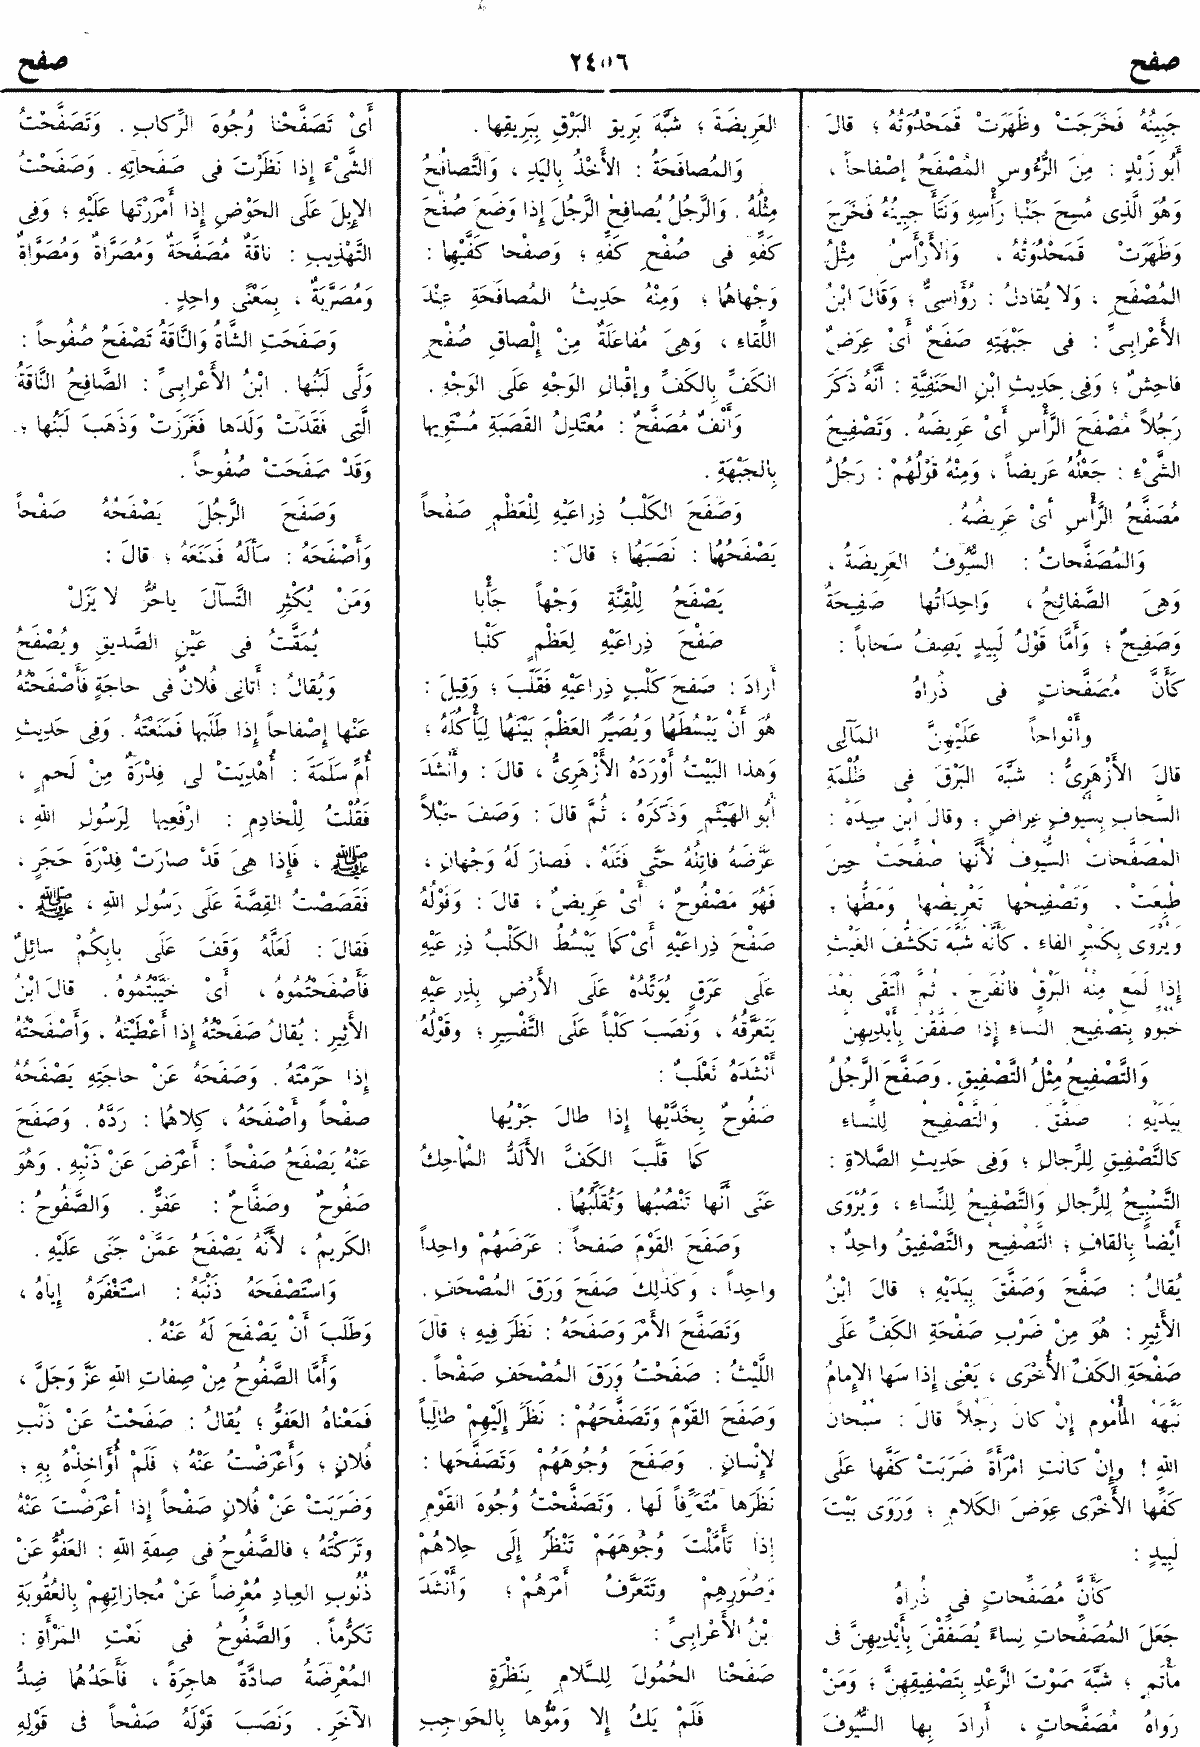 صفح
٢٤٥٦
صفح
جَبِينُهُ فَخَرَجَتْ وظَهَرَتْ قَمَحْدُوَتُهُ ؛ قالَ
أَبُو زَيْدٍ : مِنَ الرُّءُوسِ المُصْفَحُ إِصْفاحاً ،
وَهُوَ الَّذِى مُسِحَ جَنْبا رَأْسِهِ وَنَتَأَ جَبِينُهُ فَخَرَجَ
وَظَهَرَتْ قَمَحْدُوَتُهُ ، وَالأَرْأَسُ مِثْلُ
المُصْفَحِ ، وَلا يُقالُ : رُؤَاسِىٌّ ؛ وَقَالَ ابْنُ
الأَعْرابِىِّ : فى جَبْهَتِهِ صَفَحٌ أَىْ عِرَضٌ
فاحِشٌ ؛ وَفِى حَدِيثِ ابْنِ الحَنَفِيَّةِ : أَنَّهُ ذَكَرَ
رَجُلاً مُصْفَحَ الرَّأْسِ أَىْ عَرِيضَهُ . وَتَصْفِيحُ
الشَّىْءِ : جَعْلُهُ عَرِيضاً ، وَمِنْهُ قَوْلُهُمْ : رَجُلٌ
مُصَفَّحُ الرَّأْسِ أَىْ عَرِيضُهُ .
وَالمُصَفَّحاتُ : السُّيُوفُ العَرِيضَةُ ،
وَهِىَ الصَّفائِحُ ، وَاحِدَاتُها صَفِيحَةٌ
وَصَفِيحٌ ؛ وَأَمَّا قَوْلُ لَبِيدٍ يَصِفُ سَحاباً :
كَأَنَّ مُصَفَّحاتٍ فى ذُراهُ
وأَنْواحاً عَلَيْهِنَّ المَآلِى
قالَ الأَزْهَرِىُّ : شَبَّهَ البَرْقَ فى ظُلْمَةِ
السَّحابِ بِسُيُوفٍ عِراضٍ ؛ وقالَ ابْنُ سِيدَهْ :
المُصَفَّحاتُ السُّيُوفُ لأَنَّها صُفِّحَتْ حِينَ
طُبِعَتْ ، وَتَصْفِيحُها تَعْرِيضُها وَمَطُّها ؛
وَيُرْوَى بِكَسْرِ الفاءِ ، كَأَنَّهُ شَبَّهَ تَكَشُّفَ الغَيْثِ
إِذا لَمَعَ مِنْهُ البَرْقُ فانْفَرَجَ ، ثُمَّ الْتَقَى بَعْدَ
خُبُوِّهِ بِتَصْفِيحِ النِّساءِ إِذا صَفَّقْنَ بِأَيْدِيهِنَّ
وَالتَّصْفِيحُ مِثْلُ التَّصْفِيقِ . وَصَفَّحَ الرَّجُلُ
بِيَدَيْهِ : صَفَّقَ . وَالتَّصْفِيحُ لِلنِّساءِ
كالتَّصْفِيقِ لِلرِّجالِ ؛ وَفِى حَدِيثِ الصَّلاةِ :
التَّسْبِيحُ لِلرِّجالِ وَالتَّصْفِيحُ لِلنِّساءِ ، وَيُرْوَى
أَيْضاً بِالقافِ ؛ التَّصْفِيحُ والتَّصْفِيقُ واحِدٌ ؛
يُقالُ : صَفَّحَ وَصَفَّقَ بِيَدَيْهِ ؛ قالَ ابْنُ
الأَثِيرِ : هُوَ مِنْ ضَرْبِ صَفْحَةِ الكَفِّ عَلَى
صَفْحَةِ الكَفِّ الأُخْرَى ، يَعْنِى إِذا سَها الإِمامُ
نَبَّهَهُ المَأْمُومُ إِنْ كانَ رَجُلاً قالَ : سُبْحانَ
اللهِ ! وإِنْ كانَتِ امْرَأَةً ضَرَبَتْ كَفَّها عَلَى
كَفِّها الأُخْرَى عِوَضَ الكَلامِ ؛ وَرَوَى بَيْتَ
لَبِيدٍ :
كَأَنَّ مُصَفِّحاتٍ فى ذُراهُ
جَعَلَ المُصَفِّحاتِ نِساءً يُصَفِّقْنَ بِأَيْدِيهِنَّ فى
مَأْتَمٍ ؛ شَبَّهَ صَوْتَ الرَّعْدِ بِتَصْفِيقِهِنَّ ؛ وَمَنْ
رَواهُ مُصَفَّحاتٍ ، أَرادَ بِها السُّيُوفَ
العَرِيضَةَ ؛ شَبَّهَ بَرِيقَ البَرْقِ بِبَرِيقِها .
وَالمُصافَحَةُ : الأَخْذُ بِاليَدِ ، وَالتَّصافُحُ
مِثْلُهُ . وَالرَّجُلُ يُصافِحُ الرَّجُلَ إِذا وَضَعَ صُفْحَ
كَفِّهِ فى صُفْحِ كَفِّهِ ؛ وَصُفْحا كَفَّيْهِما :
وَجْهاهُما ؛ وَمِنْهُ حَدِيثُ المُصافَحَةِ عِنْدَ
اللِّقاءِ ، وَهِىَ مُفاعَلَةٌ مِنْ إِلْصاقِ صُفْحِ
الكَفِّ بِالكَفِّ وإِقْبالِ الوَجْهِ عَلَى الوَجْهِ .
وَأَنْفٌ مُصَفَّحٌ : مُعْتَدِلُ القَصَبَةِ مُسْتَوِيها
بِالجَبْهَةِ .
وَصَفَحَ الكَلْبُ ذِراعَيْهِ لِلْعَظْمِ صَفْحاً
يَصْفَحُهُما : نَصَبَهُما ؛ قالَ :
يَصْفَحُ لِلْقِنَّةِ وَجْهاً جَأْبا
صَفْحَ ذِراعَيْهِ لِعَظْمٍ كَلْبا
أَرادَ : صَفْحَ كَلْبٍ ذِراعَيْهِ فَقَلَبَ ؛ وَقِيلَ :
هُوَ أَنْ يَبْسُطَهُما وَيُصَيِّرَ العَظْمَ بَيْنَهُما لِيَأْكُلَهُ ؛
وَهذا البَيْتُ أَوْرَدَهُ الأَزْهَرِىُّ ، قالَ : وأَنْشَدَ
أَبُو الهَيْثَمِ وَذَكَرَهُ ، ثُمَّ قالَ : وَصَفَ حَبْلاً
عَرَّضَهُ فاتِلُهُ حَتَّى فَتَلَهُ ، فَصارَ لَهُ وَجْهانِ ،
فَهُوَ مَصْفُوحٌ ، أَىْ عَرِيضٌ ، قالَ : وَقَوْلُهُ
صَفْحَ ذِراعَيْهِ أَىْ كَما يَبْسُطُ الكَلْبُ ذِراعَيْهِ
عَلَى عَرَقٍ يُوَتِّدُهُ عَلَى الأَرْضِ بِذِراعَيْهِ
يَتَعَرَّقُهُ ، وَنَصَبَ كَلْباً عَلَى التَّفْسِيرِ ؛ وقَوْلُهُ
أَنْشَدَهُ ثَعْلَبٌ :
صَفُوحٌ بِخَدَّيْها إِذا طالَ جَرْيُها
كَما قَلَّبَ الكَفَّ الأَلَدُّ المُماحِكُ
عَنَى أَنَّها تَنْصُبُها وَتُقَلِّبُها .
وَصَفَحَ القَوْمَ صَفْحاً : عَرَضَهُمْ واحِداً
واحِداً ، وَكَذلِكَ صَفَحَ وَرَقَ المُصْحَفِ .
وَتَصَفَّحَ الأَمْرَ وَصَفَحَهُ : نَظَرَ فِيهِ ؛ قالَ
اللَّيْثُ : صَفَحْتُ وَرَقَ المُصْحَفِ صَفْحاً .
وَصَفَحَ القَوْمَ وَتَصَفَّحَهُمْ : نَظَرَ إِلَيْهِمْ طالِباً
لإِنْسانٍ . وَصَفَحَ وُجُوهَهُمْ وَتَصَفَّحَها :
نَظَرَها مُتَعَرِّفاً لَها . وَتَصَفَّحْتُ وُجُوهَ القَوْمِ
إِذا تَأَمَّلْتَ وُجُوهَهُمْ تَنْظُرُ إِلَى حِلاهُمْ
وَصُوَرِهِمْ وَتَتَعَرَّفُ أَمْرَهُمْ ؛ وَأَنْشَدَ
بْنُ الأَعْرابِىِّ :
صَفَحْنا الحُمُولَ لِلسَّلامِ بِنَظْرَةٍ
فَلَمْ يَكُ إِلا وَمْؤُها بِالحَواجِبِ
أَىْ تَصَفَّحْنا وُجُوهَ الرِّكابِ . وَتَصَفَّحْتُ
الشَّىْءَ إِذا نَظَرْتَ فى صَفَحاتِهِ . وَصَفَحْتُ
الإِبِلَ عَلَى الحَوْضِ إِذا أَمْرَرْتَها عَلَيْهِ ؛ وَفِى
التَّهْذِيبِ : ناقَةٌ مُصَفَّحَةٌ وَمُصَرَّاةٌ وَمُصَوَّاةٌ
وَمُصَرَّبَةٌ ، بِمَعْنًى واحِدٍ .
وَصَفَحَتِ الشَّاةُ وَالنَّاقَةُ تَصْفَحُ صُفُوحاً :
وَلَّى لَبَنُها . ابْنُ الأَعْرابِىِّ : الصَّافِحُ النَّاقَةُ
الَّتِى فَقَدَتْ وَلَدَها فَغَرَزَتْ وَذَهَبَ لَبَنُها ؛
وَقَدْ صَفَحَتْ صُفُوحاً .
وَصَفَحَ الرَّجُلَ يَصْفَحُهُ صَفْحاً
وَأَصْفَحَهُ : سَأَلَهُ فَمَنَعَهُ ؛ قالَ :
وَمَنْ يُكْثِرِ التَّسآلَ ياحُرُّ لا يَزَلْ
يُمَقَّتُ فى عَيْنِ الصَّدِيقِ ويُصْفَحُ
وَيُقالُ : أَتانِى فُلانٌ فى حاجَةٍ فَأَصْفَحْتُهُ
عَنْها إِصْفاحاً إِذا طَلَبَها فَمَنَعْتَهُ . وَفِى حَدِيثِ
أُمِّ سَلَمَةَ : أُهْدِيَتْ لِى فِدْرَةٌ مِنْ لَحْمٍ ،
فَقُلْتُ لِلْخادِمِ : ارْفَعِيها لِرَسُولِ اللهِ ،
ﷺ ، فَإِذا هِىَ قَدْ صارَتْ فِدْرَةَ حَجَرٍ ،
فَقَصَصْتُ القِصَّةَ عَلَى رَسُولِ اللهِ ، ﷺ ،
فَقالَ : لَعَلَّهُ وَقَفَ عَلَى بابِكُمْ سائِلٌ
فَأَصْفَحْتُمُوهُ ، أَىْ خَيَّبْتُمُوهُ . قالَ ابْنُ
الأَثِيرِ : يُقالُ صَفَحْتُهُ إِذا أَعْطَيْتَهُ ، وَأَصْفَحْتُهُ
إِذا حَرَمْتَهُ . وَصَفَحَهُ عَنْ حاجَتِهِ يَصْفَحُهُ
صَفْحاً وأَصْفَحَهُ ، كِلاهُما : رَدَّهُ . وَصَفَحَ
عَنْهُ يَصْفَحُ صَفْحاً : أَعْرَضَ عَنْ ذَنْبِهِ . وَهُوَ
صَفُوحٌ وصَفَّاحٌ : عَفُوٌّ . وَالصَّفُوحُ :
الكَرِيمُ ، لأَنَّهُ يَصْفَحُ عَمَّنْ جَنَى عَلَيْهِ .
وَاسْتَصْفَحَهُ ذَنْبَهُ : اسْتَغْفَرَهُ إِيَّاهُ ،
وَطَلَبَ أَنْ يَصْفَحَ لَهُ عَنْهُ .
وَأَمَّا الصَّفُوحُ مِنْ صِفاتِ اللهِ عَزَّ وَجَلَّ ،
فَمَعْناهُ العَفُوُّ ؛ يُقالُ : صَفَحْتُ عَنْ ذَنْبِ
فُلانٍ ؛ وَأَعْرَضْتُ عَنْهُ ؛ فَلَمْ أُؤَاخِذْهُ بِهِ ؛
وَضَرَبَتْ عَنْ فُلانٍ صَفْحاً إِذا أَعْرَضْتَ عَنْهُ
وَتَرَكْتَهُ ؛ فالصَّفُوحُ فى صِفَةِ اللهِ : العَفُوُّ عَنْ
ذُنُوبِ العِبادِ مُعْرِضاً عَنْ مُجازاتِهِمْ بِالعُقُوبَةِ
تَكَرُّماً . وَالصَّفُوحُ فى نَعْتِ المَرْأَةِ :
المُعْرِضَةُ صادَّةً هاجِرَةً ، فَأَحَدُهُما ضِدُّ
الآخَرِ . وَنَصَبَ قَوْلَهُ صَفْحاً فى قَوْلِهِ